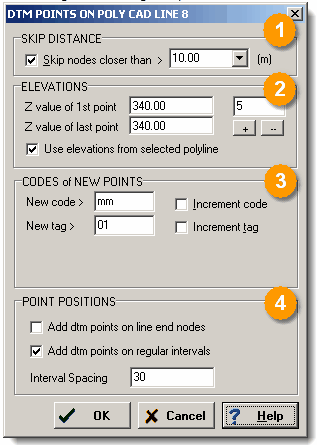 DTM POINTS ON POLY CAD LINE 8
1
SKIP DISTANCE
Skip nodes closer than > 10.00 (m)
2
ELEVATIONS
Z value of 1st point 340.00 5
Z value of last point 340.00 + --
Use elevations from selected polyline
3
CODES of NEW POINTS
New code > mm Increment code
New tag > 01 Increment tag
4
POINT POSITIONS
Add dtm points on line end nodes
Add dtm points on regular intervals
Interval Spacing 30
OK Cancel ? Help